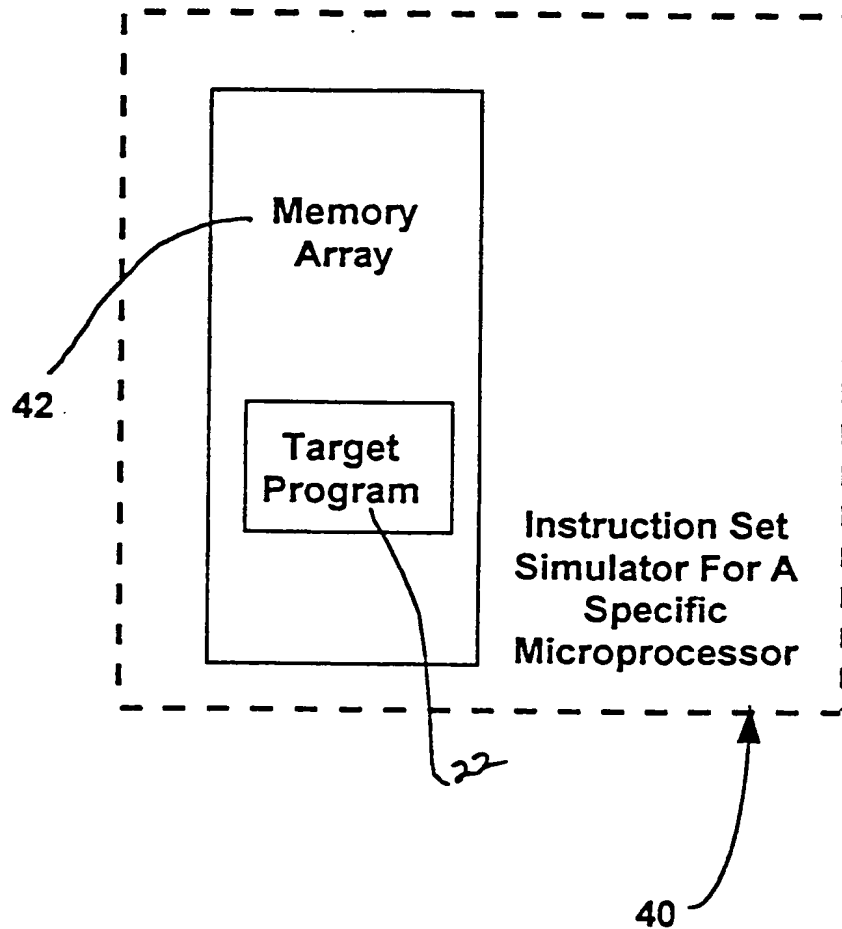 Memory
Array
42
Target
Program
Instruction Set
Simulator For A
Specific
Microprocessor
22
40